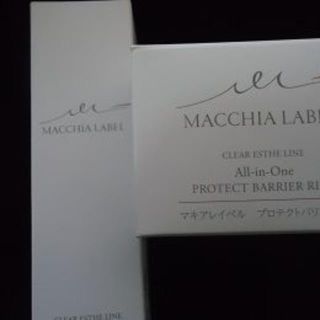 MACCHIA LABEL
CLEAR ESTHE LINE
MACCHIA LABE
CLEAR ESTHE LINE
All-in-One
PROTECT BARRIER RI
マキアレイベル プロテクトバリ